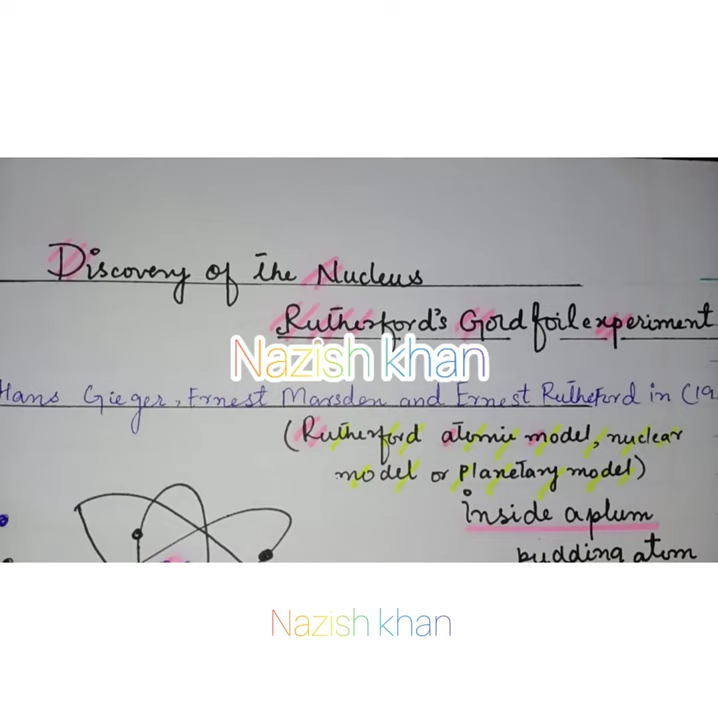 Discovery of the Nucleus
Rutherford's Gold foil experiment
Nazish khan
Hans Gieger, Ernest Marsden and Ernest Rutheford in (19
(Rutherford atomic model, nuclear
model or planetary model)
inside a plum
pudding atom
Nazish khan